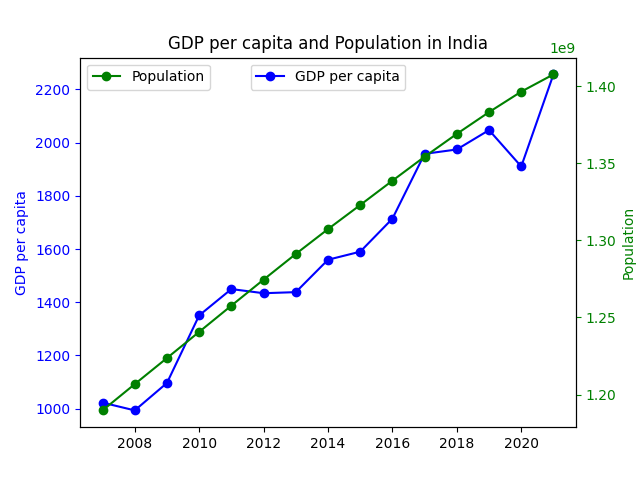 GDP per capita and Population in India
1e9
Population
GDP per capita
2200
2000
1800
1600
1400
1200
1000
GDP per capita
1.40
1.35
1.30
1.25
1.20
Population
2008 2010 2012 2014 2016 2018 2020